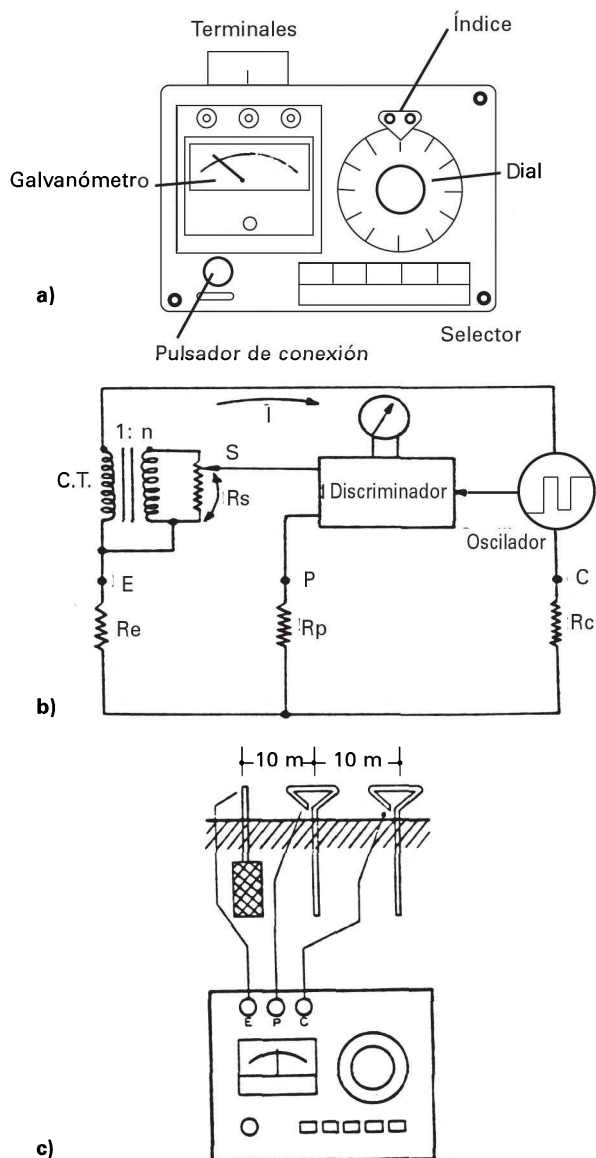 Terminales
Índice
Galvanómetro
Dial
a)
Selector
Pulsador de conexión
I
1: n
S
C.T.
Rs
Discriminador
Oscilador
E
P
C
Re
Rp
Rc
b)
10 m
10 m
E P C
c)